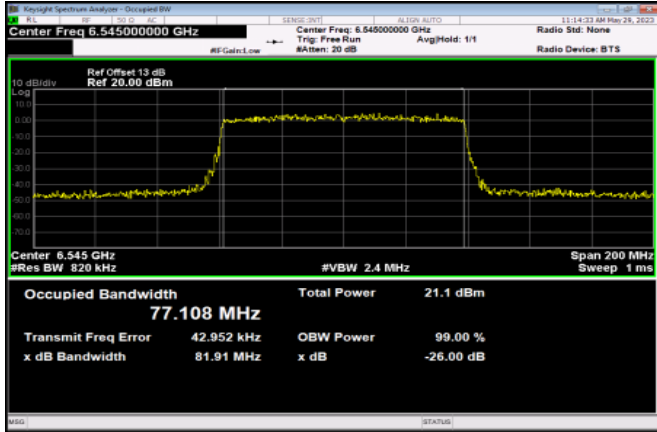 Keysight Spectrum Analyzer - Occupied BW
RL RF 50 Ω AC SENSE:INT ALIGN AUTO 11:14:33 AM May 29, 2023
Center Freq 6.545000000 GHz Center Freq: 6.545000000 GHz Radio Std: None
Trig: Free Run Avg|Hold: 1/1
#IFGain:Low #Atten: 20 dB Radio Device: BTS
Ref Offset 13 dB
10 dB/div Ref 20.00 dBm
Log
10.0
0.00
-10.0
-20.0
-30.0
-40.0
-50.0
-60.0
-70.0
Center 6.545 GHz Span 200 MHz
#Res BW 820 kHz #VBW 2.4 MHz Sweep 1 ms
Occupied Bandwidth Total Power 21.1 dBm
77.108 MHz
Transmit Freq Error 42.952 kHz OBW Power 99.00 %
x dB Bandwidth 81.91 MHz x dB -26.00 dB
MSG STATUS